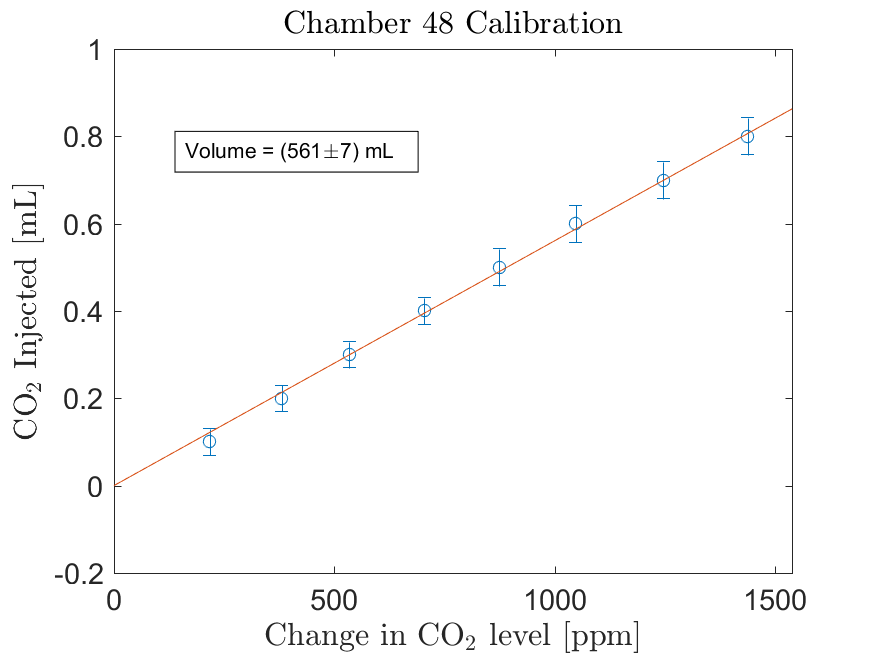 Chamber 48 Calibration
1
0.8
0.6
0.4
0.2
0
-0.2
CO₂ Injected [mL]
Volume = (561±7) mL
0 500 1000 1500
Change in CO₂ level [ppm]